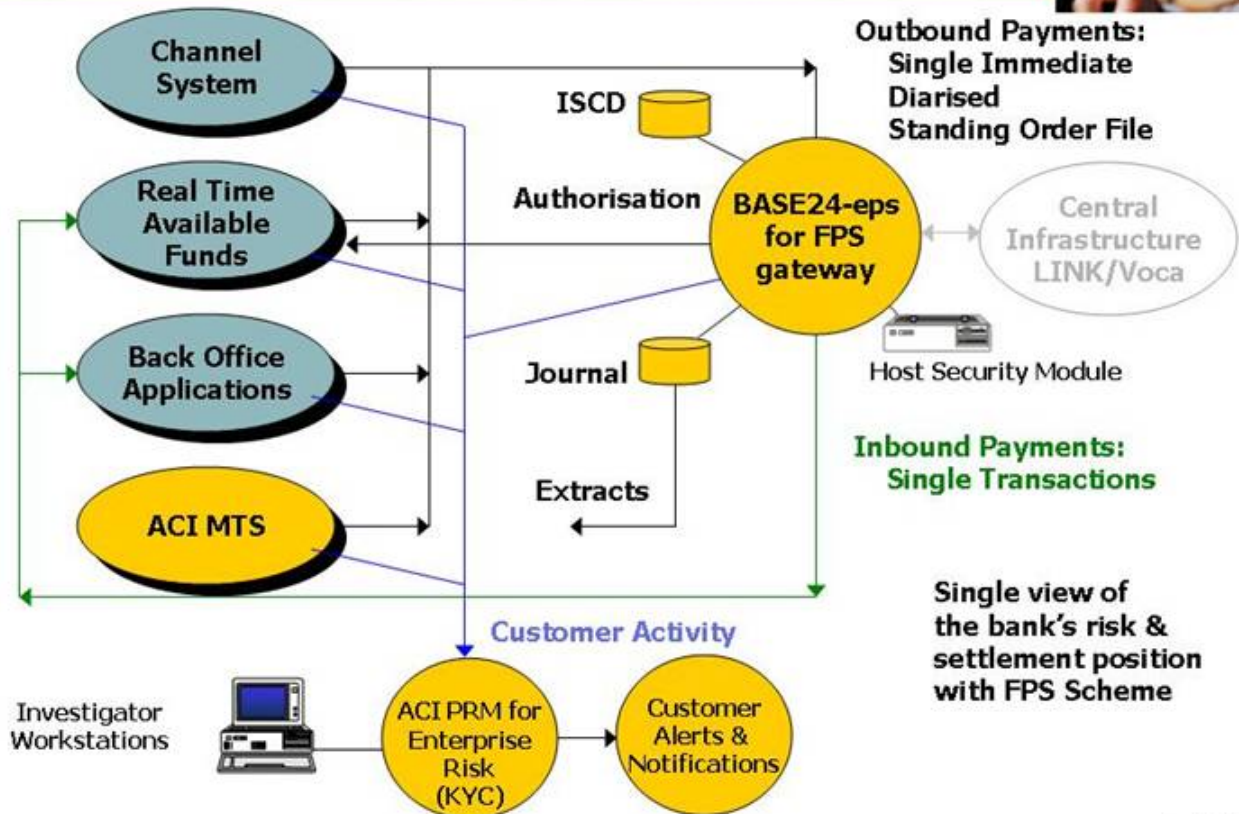 Channel
System
Outbound Payments:
Single Immediate
Diarised
Standing Order File
ISCD
Real Time
Available
Funds
Authorisation
BASE24-eps
for FPS
gateway
Central
Infrastructure
LINK/Voca
Back Office
Applications
Journal
Host Security Module
Inbound Payments:
Single Transactions
Extracts
ACI MTS
Single view of
the bank's risk &
settlement position
with FPS Scheme
Customer Activity
Investigator
Workstations
ACI PRM for
Enterprise
Risk
(KYC)
Customer
Alerts &
Notifications